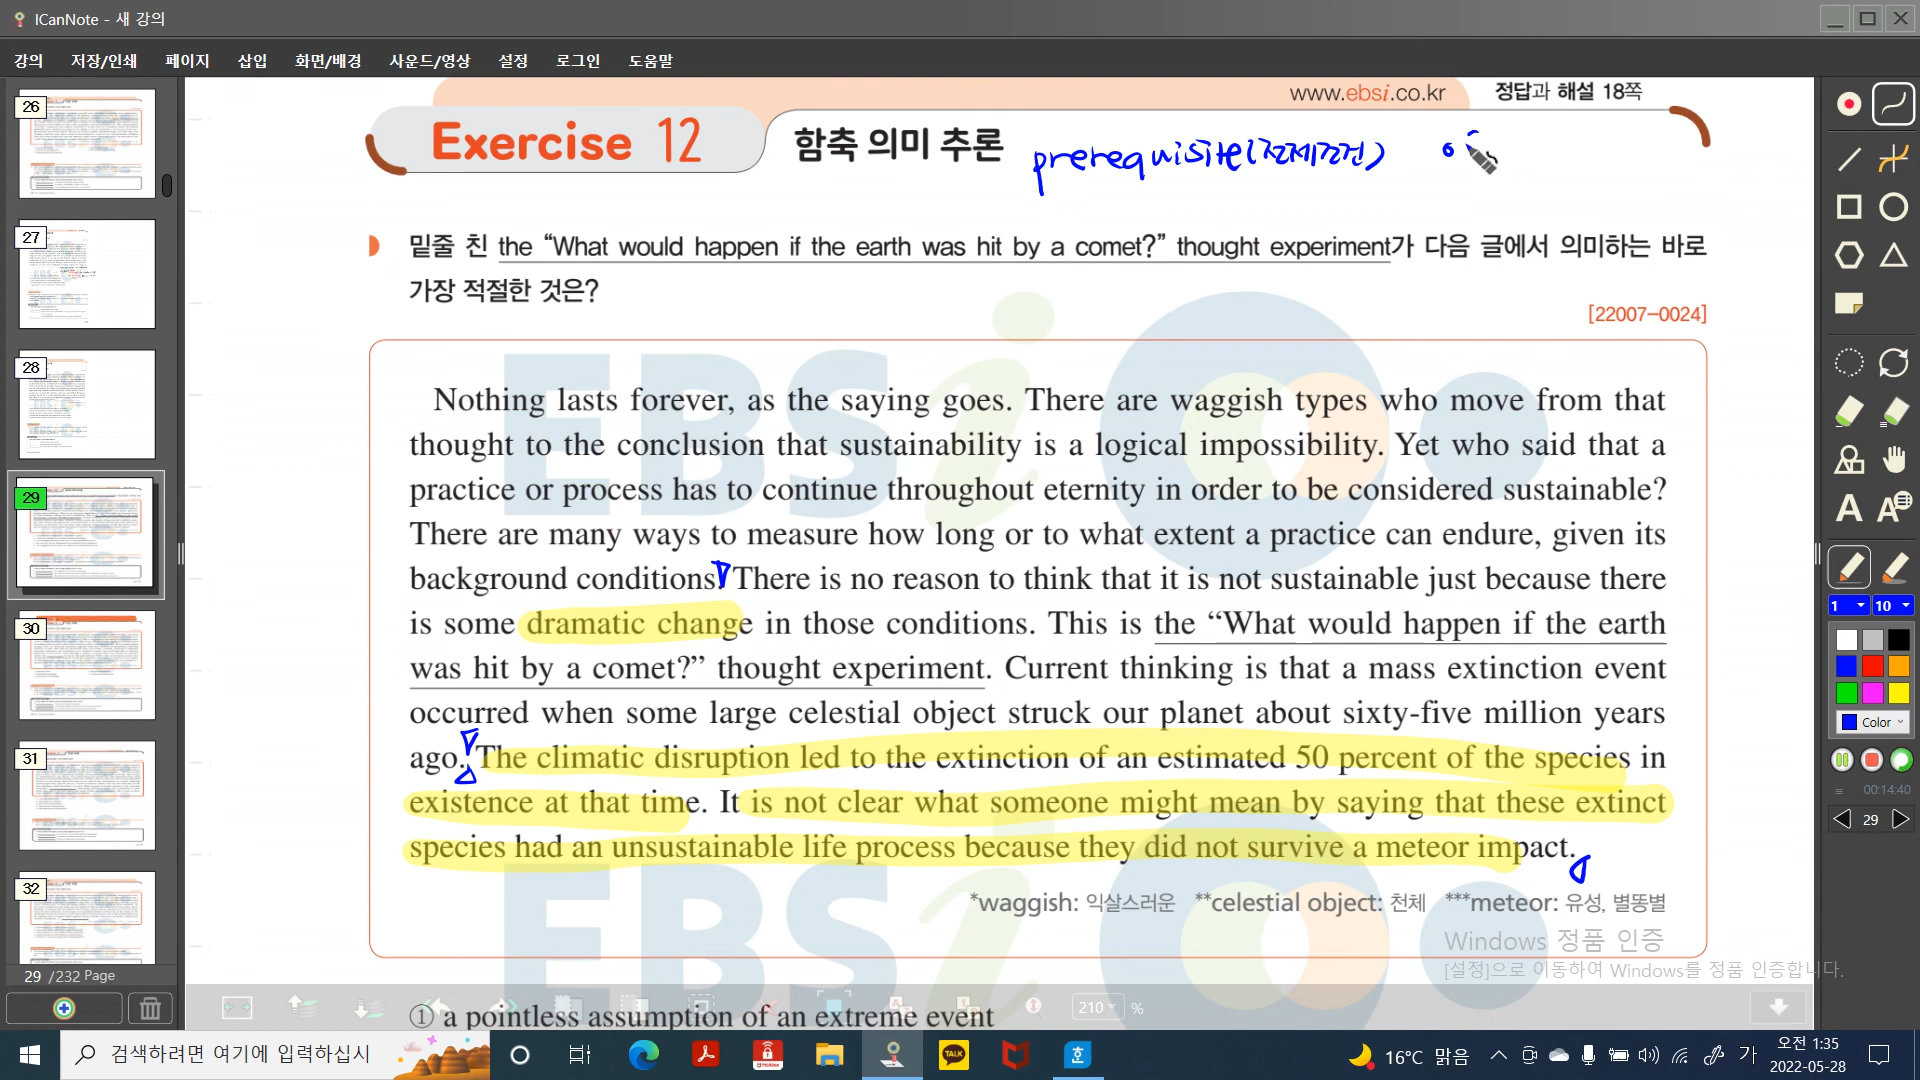 ICanNote - 새 강의
강의 저장/인쇄 페이지 삽입 화면/배경 사운드/영상 설정 로그인 도움말
www.ebsi.co.kr 정답과 해설 18쪽
Exercise 12 함축 의미 추론 prerequisite(전제조건)
밑줄 친 the “What would happen if the earth was hit by a comet?” thought experiment가 다음 글에서 의미하는 바로
가장 적절한 것은?
[22007-0024]
Nothing lasts forever, as the saying goes. There are waggish types who move from that
thought to the conclusion that sustainability is a logical impossibility. Yet who said that a
practice or process has to continue throughout eternity in order to be considered sustainable?
There are many ways to measure how long or to what extent a practice can endure, given its
background conditions. There is no reason to think that it is not sustainable just because there
is some dramatic change in those conditions. This is the “What would happen if the earth
was hit by a comet?” thought experiment. Current thinking is that a mass extinction event
occurred when some large celestial object struck our planet about sixty-five million years
ago. The climatic disruption led to the extinction of an estimated 50 percent of the species in
existence at that time. It is not clear what someone might mean by saying that these extinct
species had an unsustainable life process because they did not survive a meteor impact.
*waggish: 익살스러운 **celestial object: 천체 ***meteor: 유성, 별똥별
Windows 정품 인증
[설정]으로 이동하여 Windows를 정품 인증합니다.
① a pointless assumption of an extreme event
EBSi
EBSi
26
27
28
29
30
31
32
29 /232 Page
210 %
1 10
Color
00:14:40
29
검색하려면 여기에 입력하십시
TALK
16°C 맑음
가
오전 1:35
2022-05-28